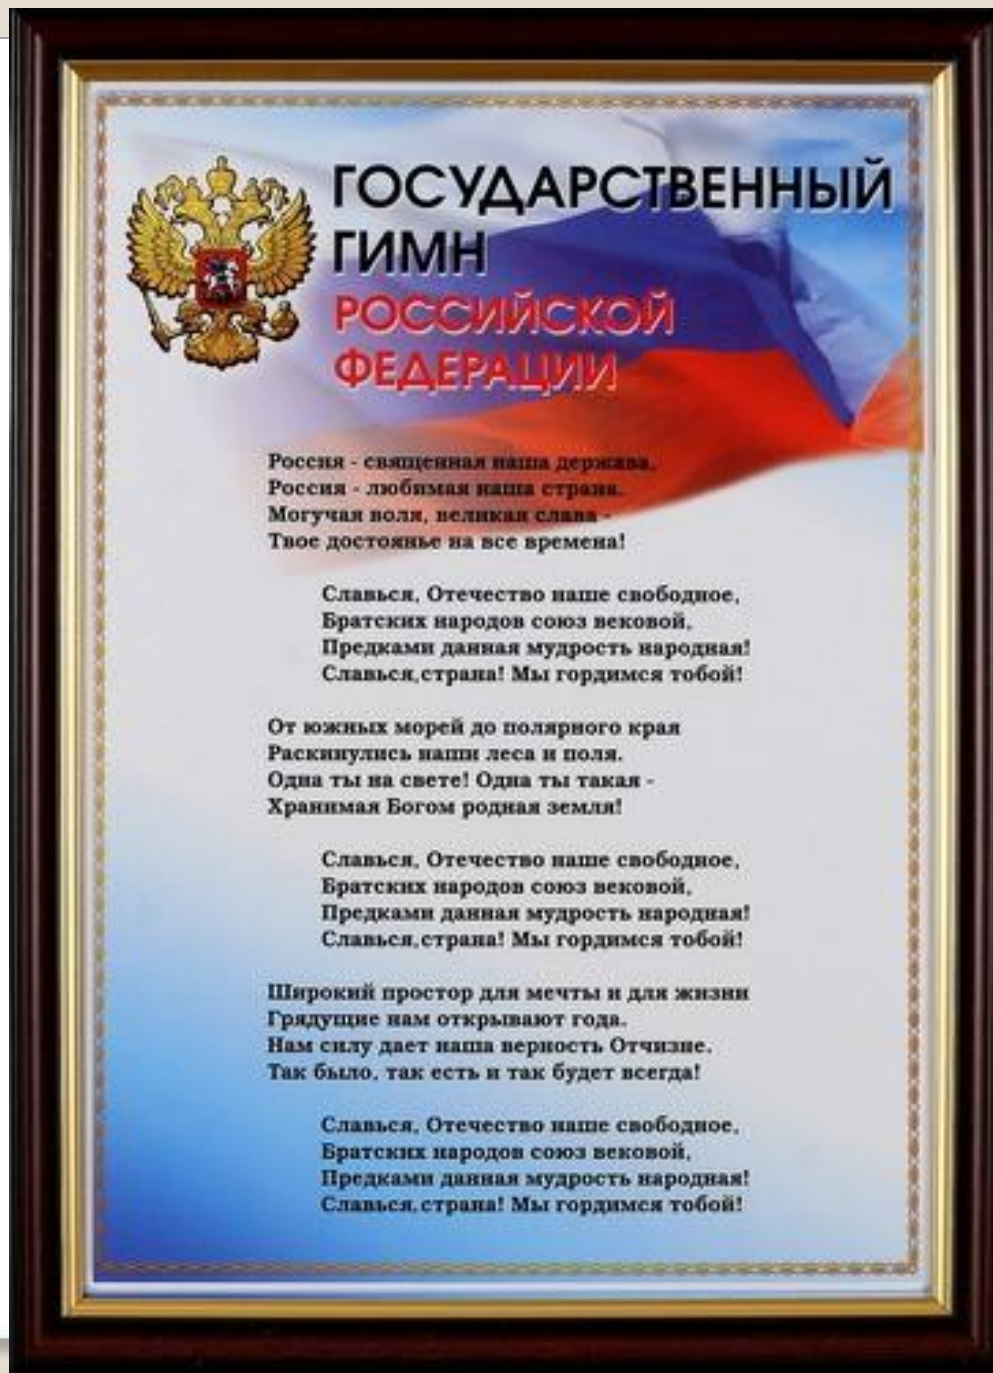 ГОСУДАРСТВЕННЫЙ
ГИМН
РОССИЙСКОЙ
ФЕДЕРАЦИИ
Россия - священная наша держава,
Россия - любимая наша страна.
Могучая воля, великая слава -
Твое достоянье на все времена!
Славься, Отечество наше свободное,
Братских народов союз вековой,
Предками данная мудрость народная!
Славься,страна! Мы гордимся тобой!
От южных морей до полярного края
Раскинулись наши леса и поля.
Одна ты на свете! Одна ты такая -
Хранимая Богом родная земля!
Славься, Отечество наше свободное,
Братских народов союз вековой,
Предками данная мудрость народная!
Славься,страна! Мы гордимся тобой!
Широкий простор для мечты и для жизни
Грядущие нам открывают года.
Нам силу дает наша верность Отчизне.
Так было, так есть и так будет всегда!
Славься, Отечество наше свободное,
Братских народов союз вековой,
Предками данная мудрость народная!
Славься,страна! Мы гордимся тобой!